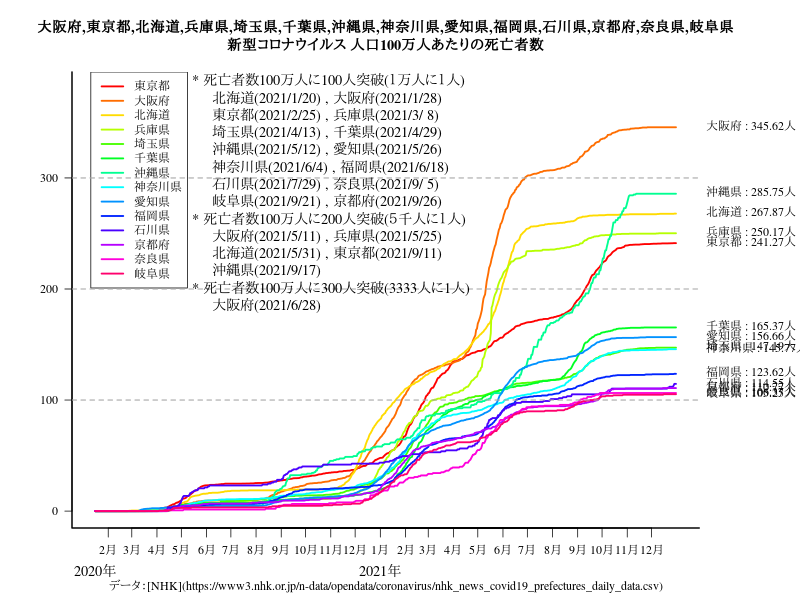 大阪府,東京都,北海道,兵庫県,埼玉県,千葉県,沖縄県,神奈川県,愛知県,福岡県,石川県,京都府,奈良県,岐阜県
新型コロナウイルス 人口100万人あたりの死亡者数
東京都
大阪府
北海道
兵庫県
埼玉県
千葉県
沖縄県
神奈川県
愛知県
福岡県
石川県
京都府
奈良県
岐阜県
* 死亡者数100万人に100人突破(1万人に1人)
北海道(2021/1/20) , 大阪府(2021/1/28)
東京都(2021/2/25) , 兵庫県(2021/3/ 8)
埼玉県(2021/4/13) , 千葉県(2021/4/29)
沖縄県(2021/5/12) , 愛知県(2021/5/26)
神奈川県(2021/6/4) , 福岡県(2021/6/18)
石川県(2021/7/29) , 奈良県(2021/9/ 5)
岐阜県(2021/9/21) , 京都府(2021/9/26)
* 死亡者数100万人に200人突破(5千人に1人)
大阪府(2021/5/11) , 兵庫県(2021/5/25)
北海道(2021/5/31) , 東京都(2021/9/11)
沖縄県(2021/9/17)
* 死亡者数100万人に300人突破(3333人に1人)
大阪府(2021/6/28)
大阪府 : 345.62人
沖縄県 : 285.75人
北海道 : 267.87人
兵庫県 : 250.17人
東京都 : 241.27人
千葉県 : 165.37人
愛知県 : 156.66人
埼玉県
神奈川県
福岡県 : 123.62人
石川県 : 114.55人
岐阜県
300
200
100
0
2月 3月 4月 5月 6月 7月 8月 9月 10月 11月 12月 1月 2月 3月 4月 5月 6月 7月 8月 9月 10月 11月 12月
2020年 2021年
データ：[NHK](https://www3.nhk.or.jp/n-data/opendata/coronavirus/nhk_news_covid19_prefectures_daily_data.csv)